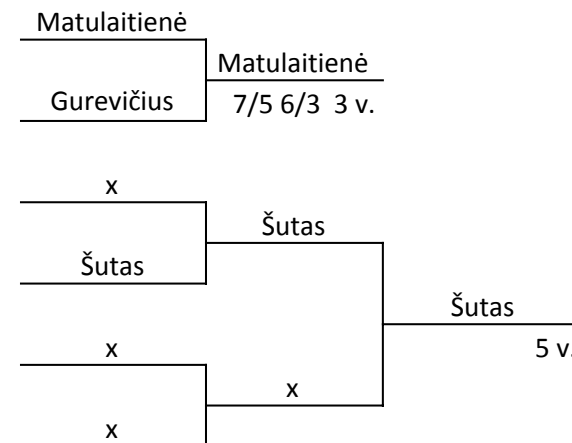 Matulaitienė
Matulaitienė
Gurevičius
7/5 6/3 3 v.
x
Šutas
Šutas
Šutas
x
5 v.
x
x